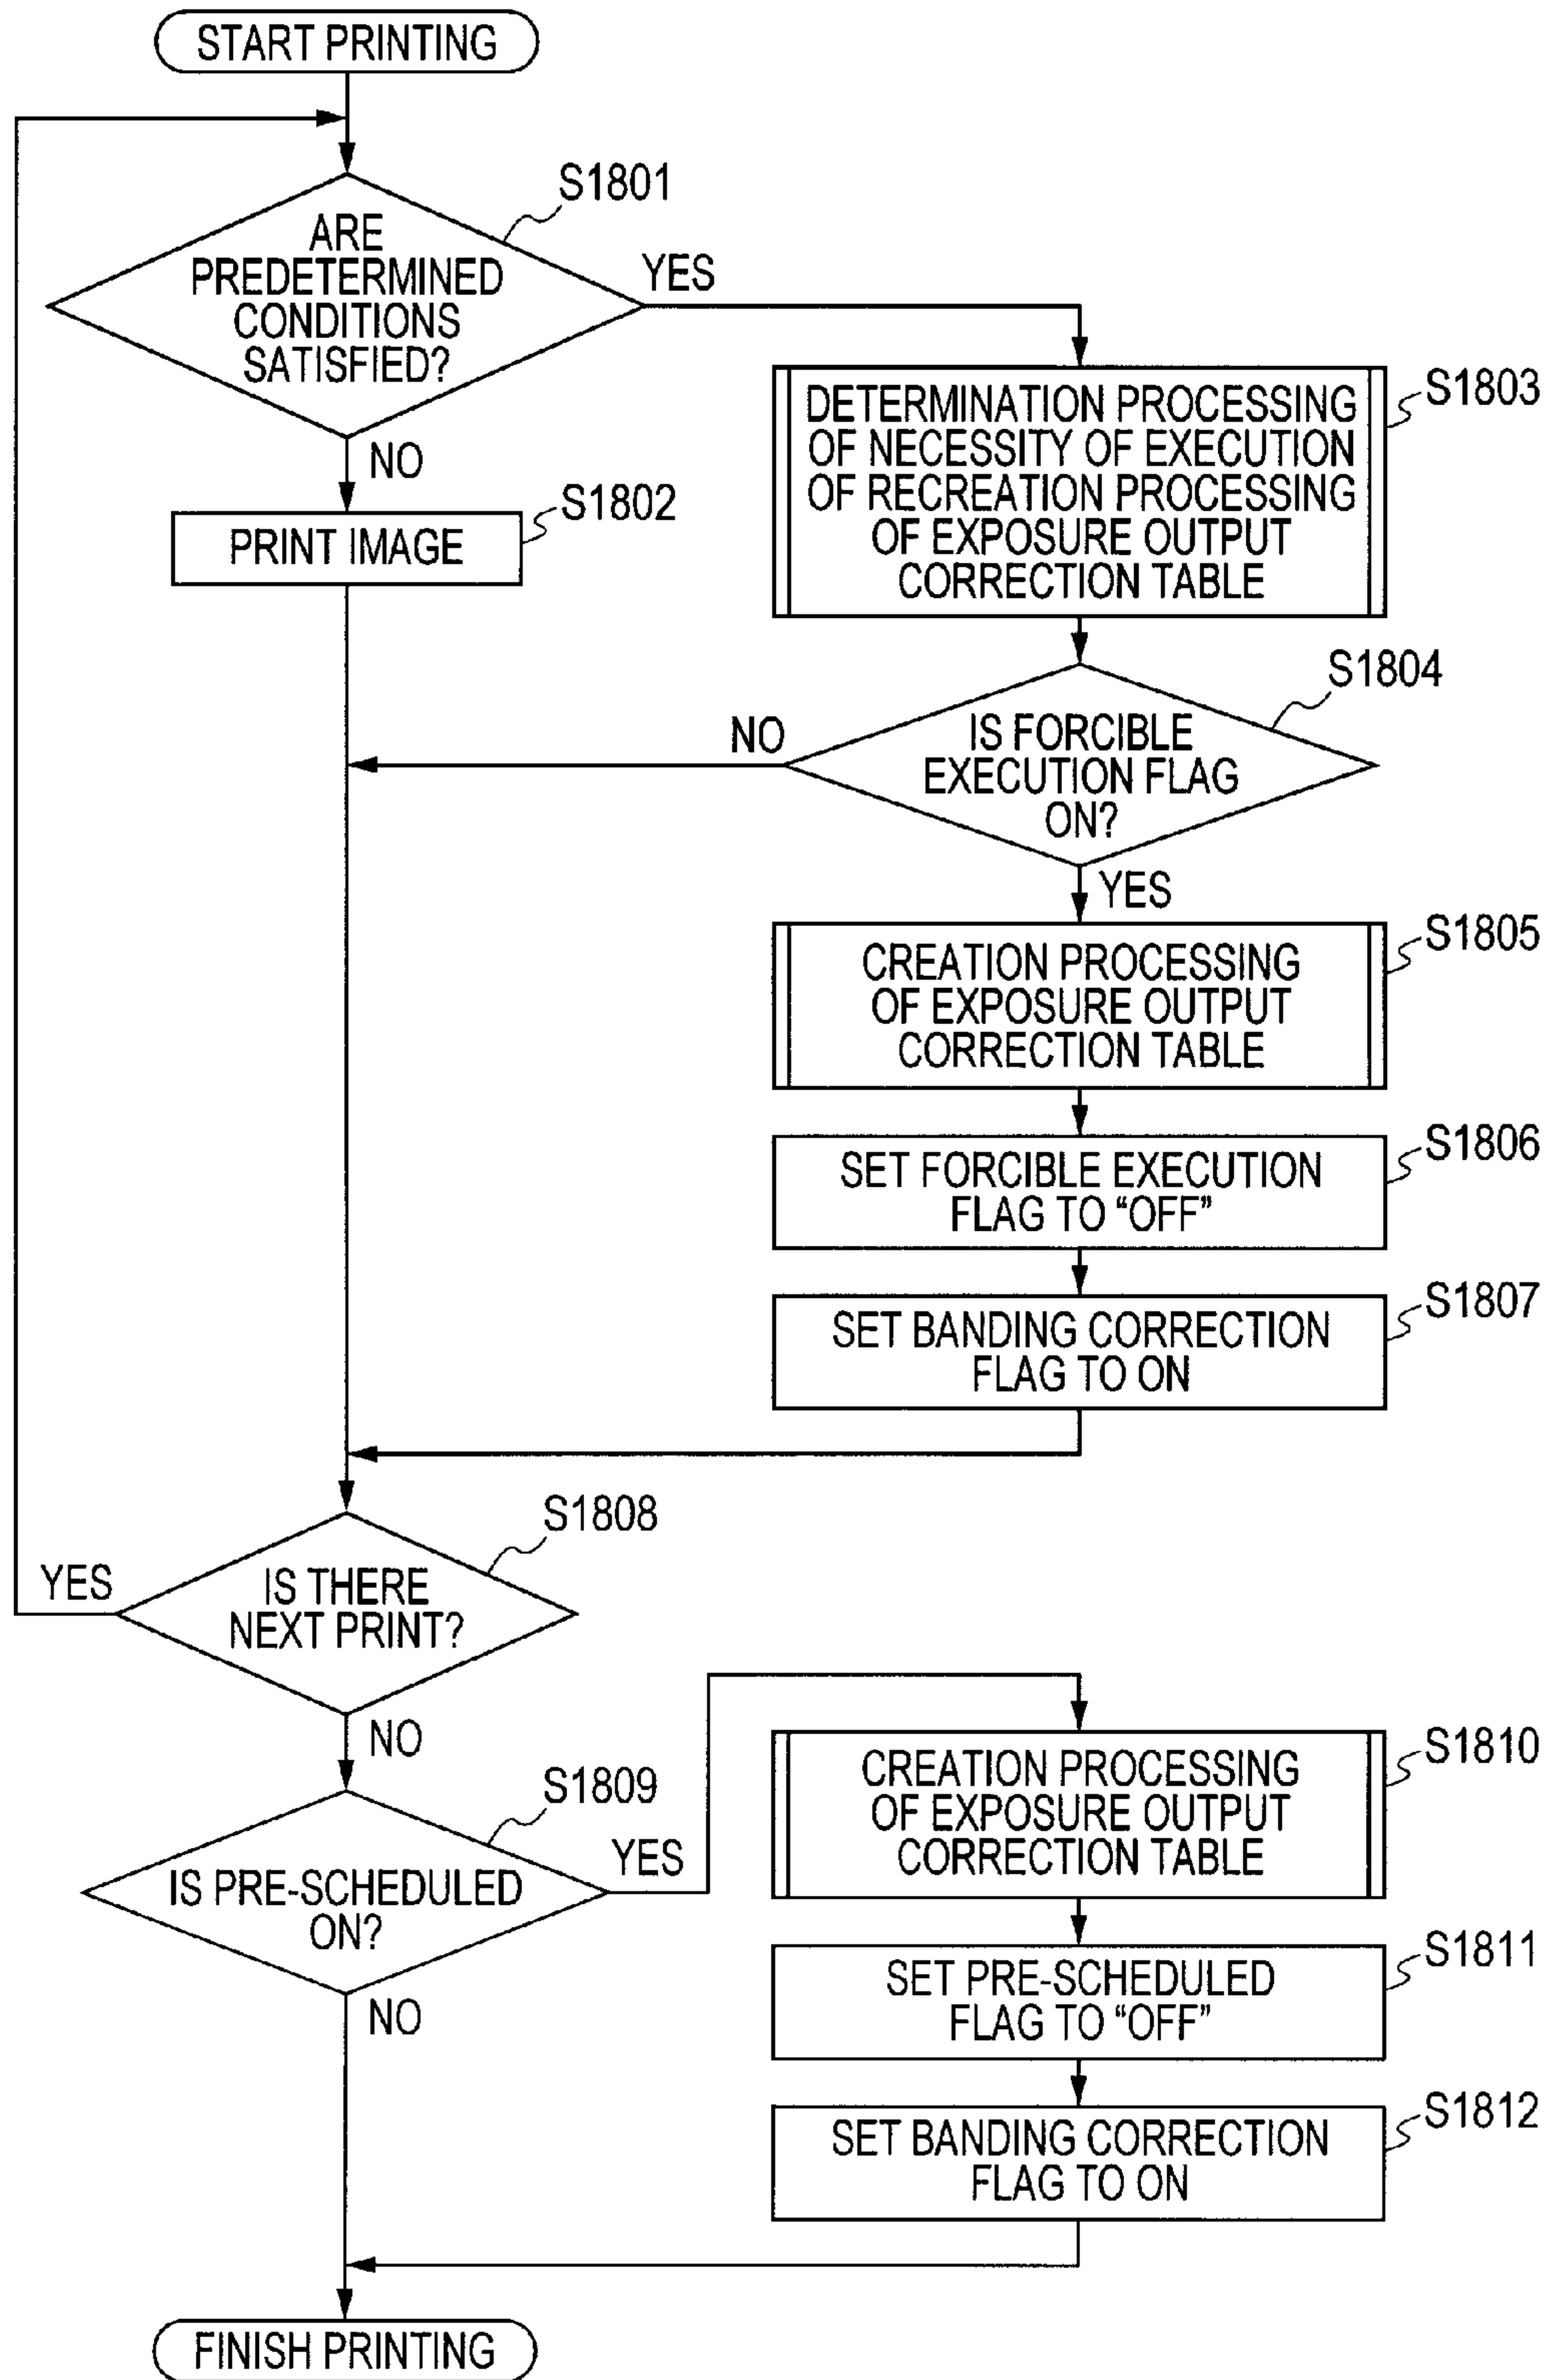 START PRINTING
S1801
ARE
PREDETERMINED
CONDITIONS
SATISFIED?
YES
NO
S1802
PRINT IMAGE
S1803
DETERMINATION PROCESSING
OF NECESSITY OF EXECUTION
OF RECREATION PROCESSING
OF EXPOSURE OUTPUT
CORRECTION TABLE
S1804
IS FORCIBLE
EXECUTION FLAG
ON?
NO
YES
S1805
CREATION PROCESSING
OF EXPOSURE OUTPUT
CORRECTION TABLE
S1806
SET FORCIBLE EXECUTION
FLAG TO “OFF”
S1807
SET BANDING CORRECTION
FLAG TO ON
S1808
IS THERE
NEXT PRINT?
YES
NO
S1809
IS PRE-SCHEDULED
ON?
YES
NO
S1810
CREATION PROCESSING
OF EXPOSURE OUTPUT
CORRECTION TABLE
S1811
SET PRE-SCHEDULED
FLAG TO “OFF”
S1812
SET BANDING CORRECTION
FLAG TO ON
FINISH PRINTING